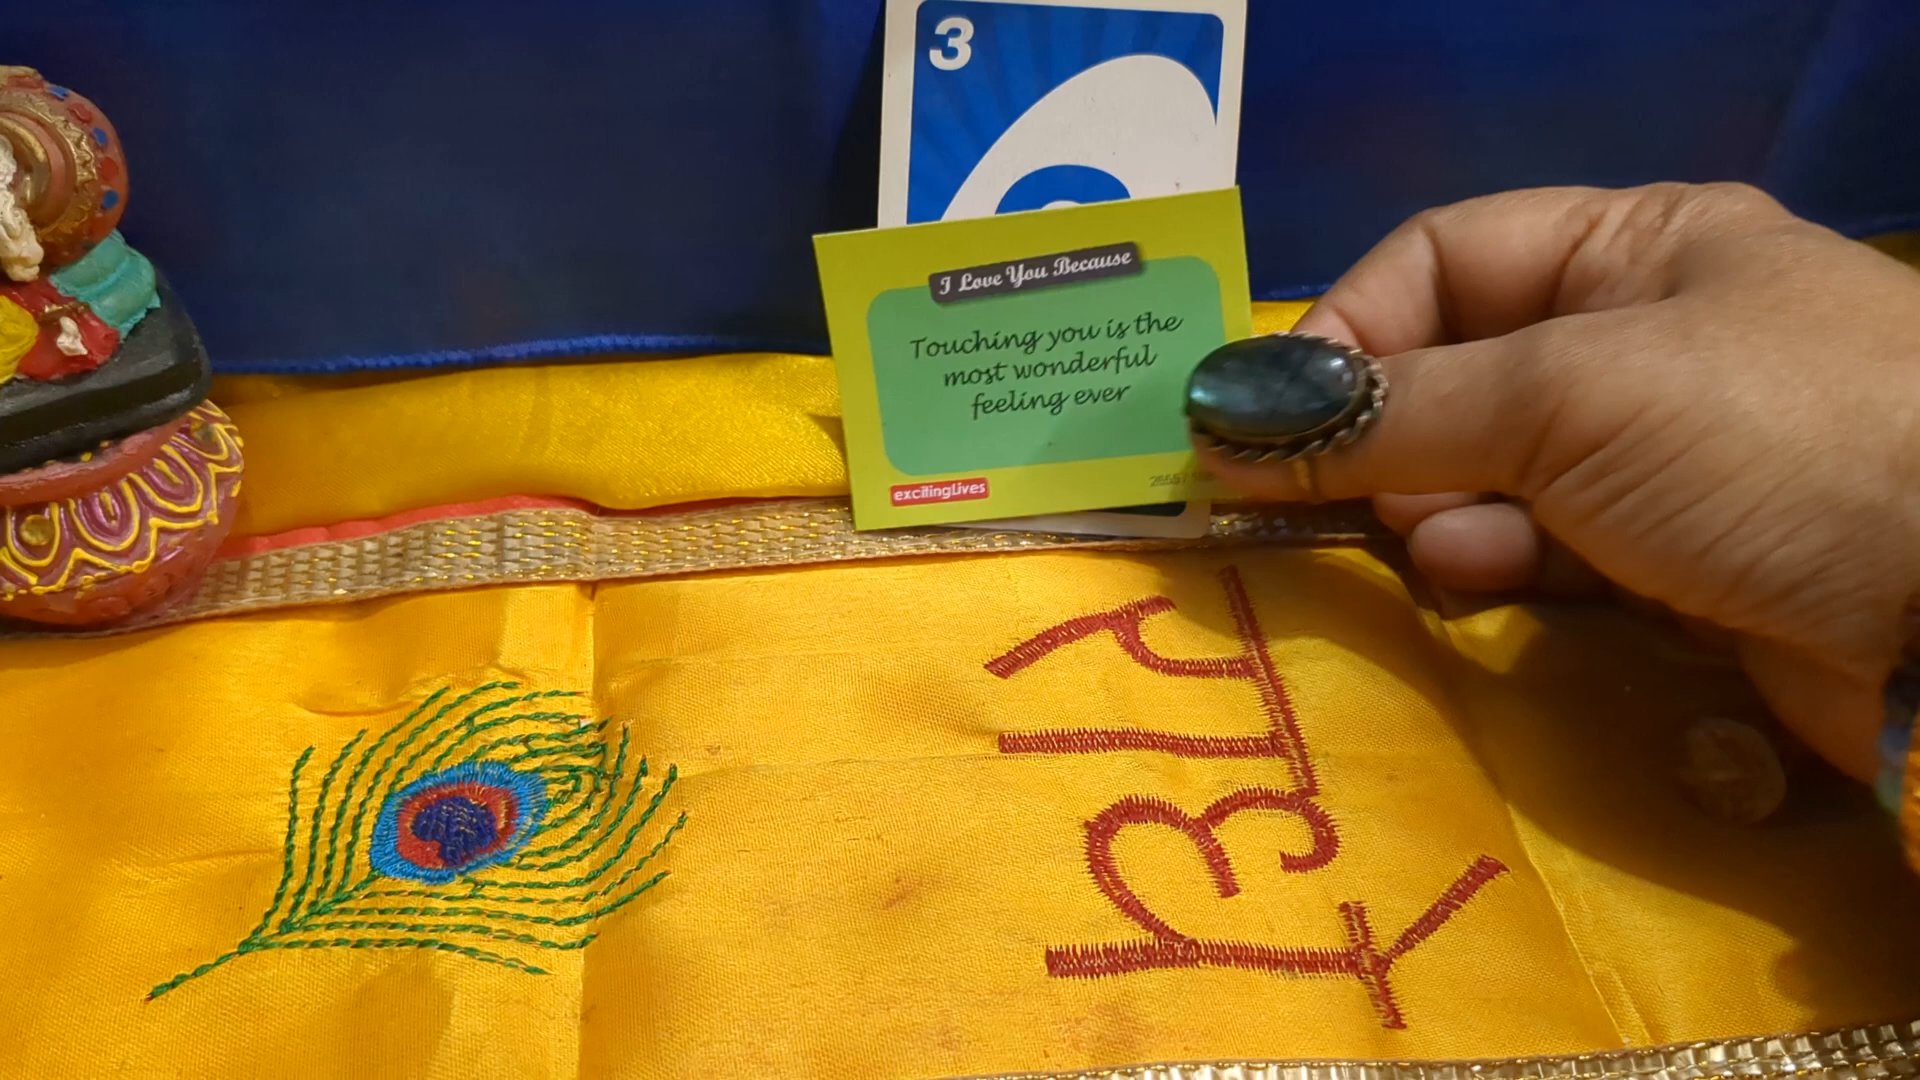 3
I Love You Because
Touching you is the
most wonderful
feeling ever
excitingLives
राधे